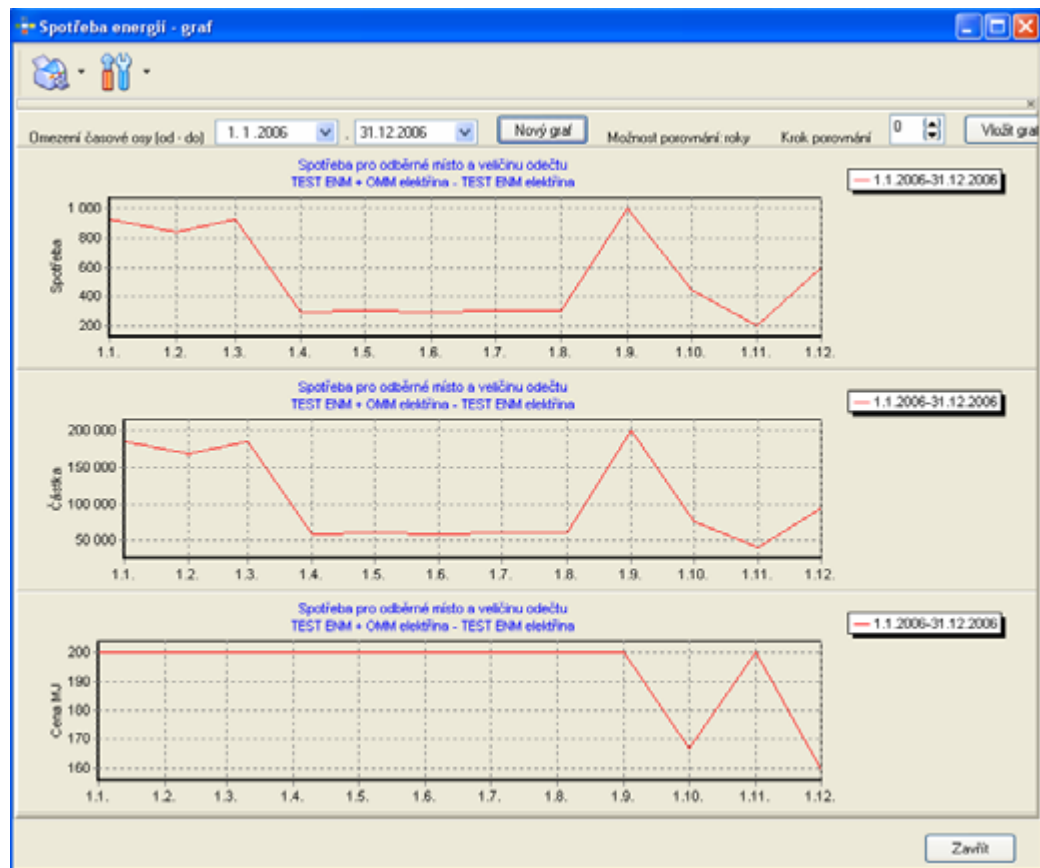 Spotřeba energií - graf
Omezení časové osy (od - do) 1. 1 .2006 - 31.12.2006 Nový graf Možnost porovnání: roky Krok porovnání 0 Vložit graf
Spotřeba pro odběrné místo a veličinu odečtu
TEST ENM + OMM elektřina - TEST ENM elektřina
1.1.2006-31.12.2006
Spotřeba
1 000
800
600
400
200
1.1. 1.2. 1.3. 1.4. 1.5. 1.6. 1.7. 1.8. 1.9. 1.10. 1.11. 1.12.
Spotřeba pro odběrné místo a veličinu odečtu
TEST ENM + OMM elektřina - TEST ENM elektřina
1.1.2006-31.12.2006
Částka
200 000
150 000
100 000
50 000
1.1. 1.2. 1.3. 1.4. 1.5. 1.6. 1.7. 1.8. 1.9. 1.10. 1.11. 1.12.
Spotřeba pro odběrné místo a veličinu odečtu
TEST ENM + OMM elektřina - TEST ENM elektřina
1.1.2006-31.12.2006
Cena MJ
200
190
180
170
160
1.1. 1.2. 1.3. 1.4. 1.5. 1.6. 1.7. 1.8. 1.9. 1.10. 1.11. 1.12.
Zavřít